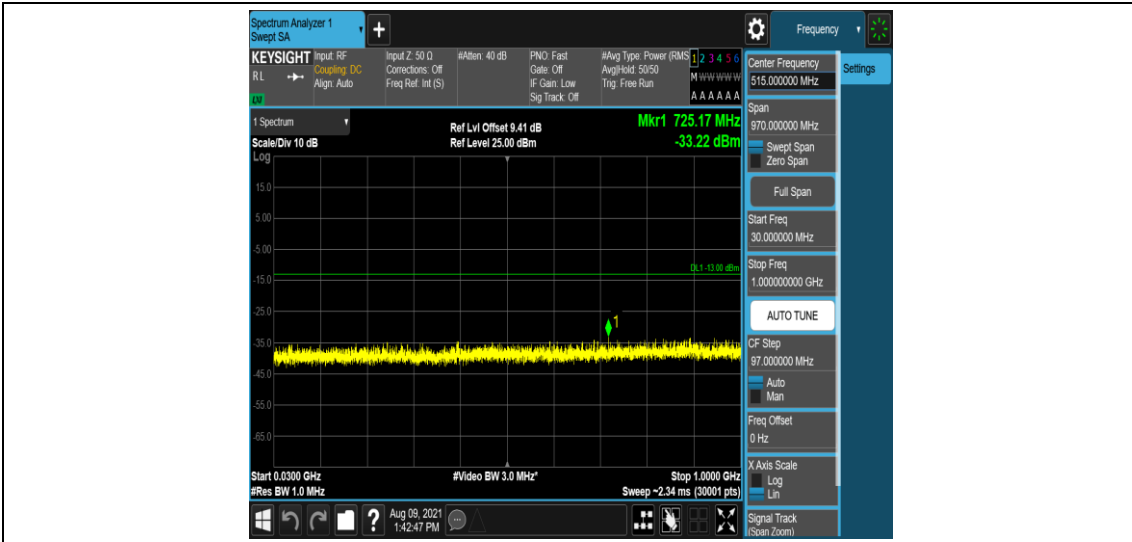 Spectrum Analyzer 1
Swept SA
+
Frequency
KEYSIGHT
RL
LXI
Input: RF
Coupling: DC
Align: Auto
Input Z: 50 Ω
Corrections: Off
Freq Ref: Int (S)
#Atten: 40 dB
PNO: Fast
Gate: Off
IF Gain: Low
Sig Track: Off
#Avg Type: Power (RMS
Avg|Hold: 50/50
Trig: Free Run
1 2 3 4 5 6
M W W W W W
A A A A A A
Center Frequency
515.000000 MHz
Settings
Span
970.000000 MHz
Swept Span
Zero Span
Full Span
Start Freq
30.000000 MHz
Stop Freq
1.000000000 GHz
AUTO TUNE
CF Step
97.000000 MHz
Auto
Man
Freq Offset
0 Hz
X Axis Scale
Log
Lin
Signal Track
(Span Zoom)
1 Spectrum
Scale/Div 10 dB
Log
Ref Lvl Offset 9.41 dB
Ref Level 25.00 dBm
Mkr1 725.17 MHz
-33.22 dBm
15.0
5.00
-5.00
-15.0
-25.0
-35.0
-45.0
-55.0
-65.0
DL1 -13.00 dBm
1
Start 0.0300 GHz
#Res BW 1.0 MHz
#Video BW 3.0 MHz*
Stop 1.0000 GHz
Sweep ~2.34 ms (30001 pts)
?
Aug 09, 2021
1:42:47 PM